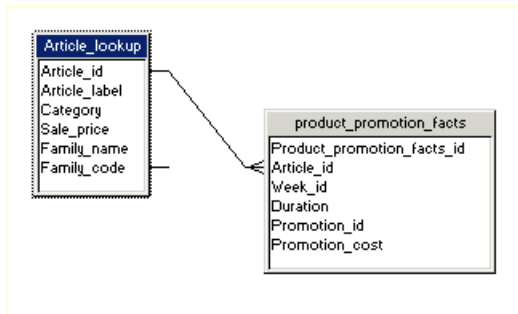 Article_lookup
Article_id
Article_label
Category
Sale_price
Family_name
Family_code
product_promotion_facts
Product_promotion_facts_id
Article_id
Week_id
Duration
Promotion_id
Promotion_cost